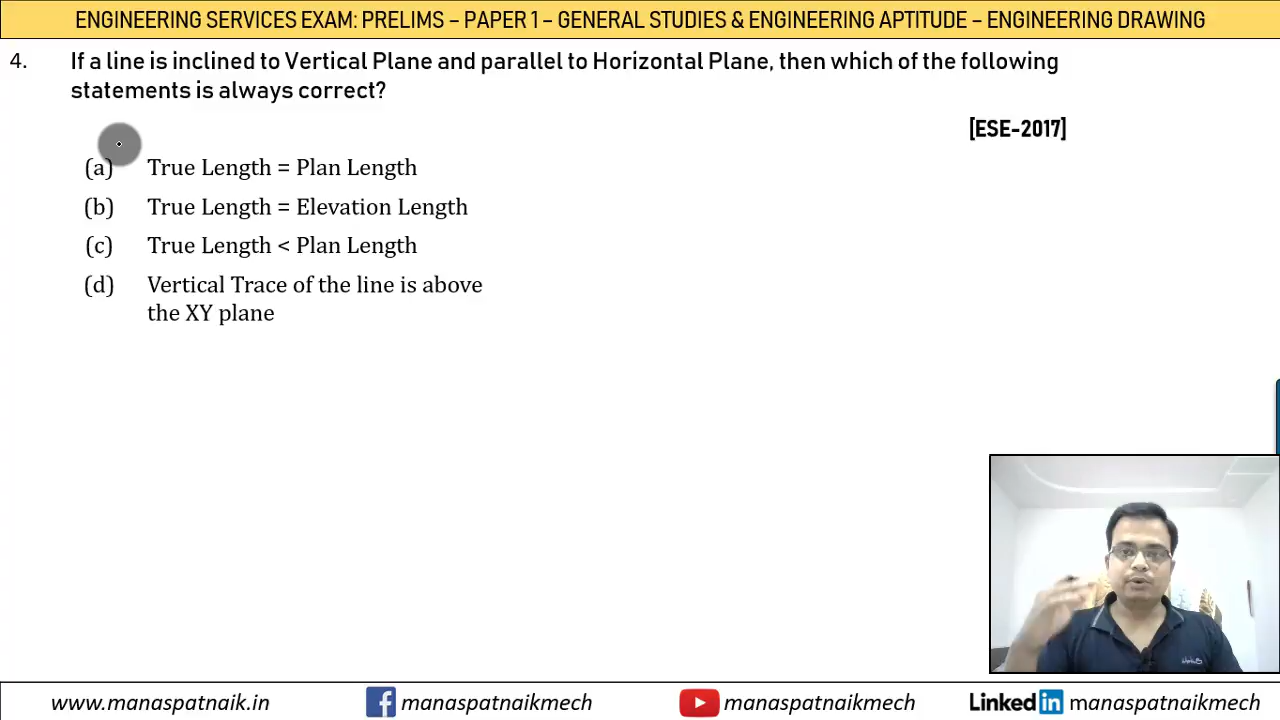 ENGINEERING SERVICES EXAM: PRELIMS – PAPER 1 – GENERAL STUDIES & ENGINEERING APTITUDE – ENGINEERING DRAWING
4. If a line is inclined to Vertical Plane and parallel to Horizontal Plane, then which of the following
statements is always correct?
[ESE-2017]
(a) True Length = Plan Length
(b) True Length = Elevation Length
(c) True Length < Plan Length
(d) Vertical Trace of the line is above
the XY plane
www.manaspatnaik.in manaspatnaikmech manaspatnaikmech Linked in manaspatnaikmech